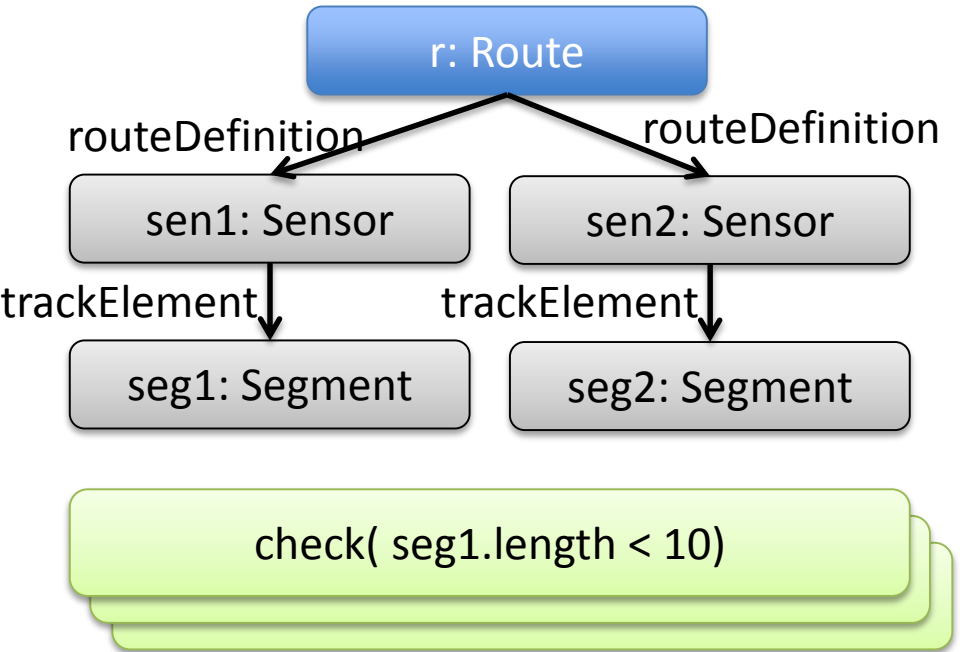 r: Route
routeDefinition
routeDefinition
sen1: Sensor
sen2: Sensor
trackElement
trackElement
seg1: Segment
seg2: Segment
check( seg1.length < 10)